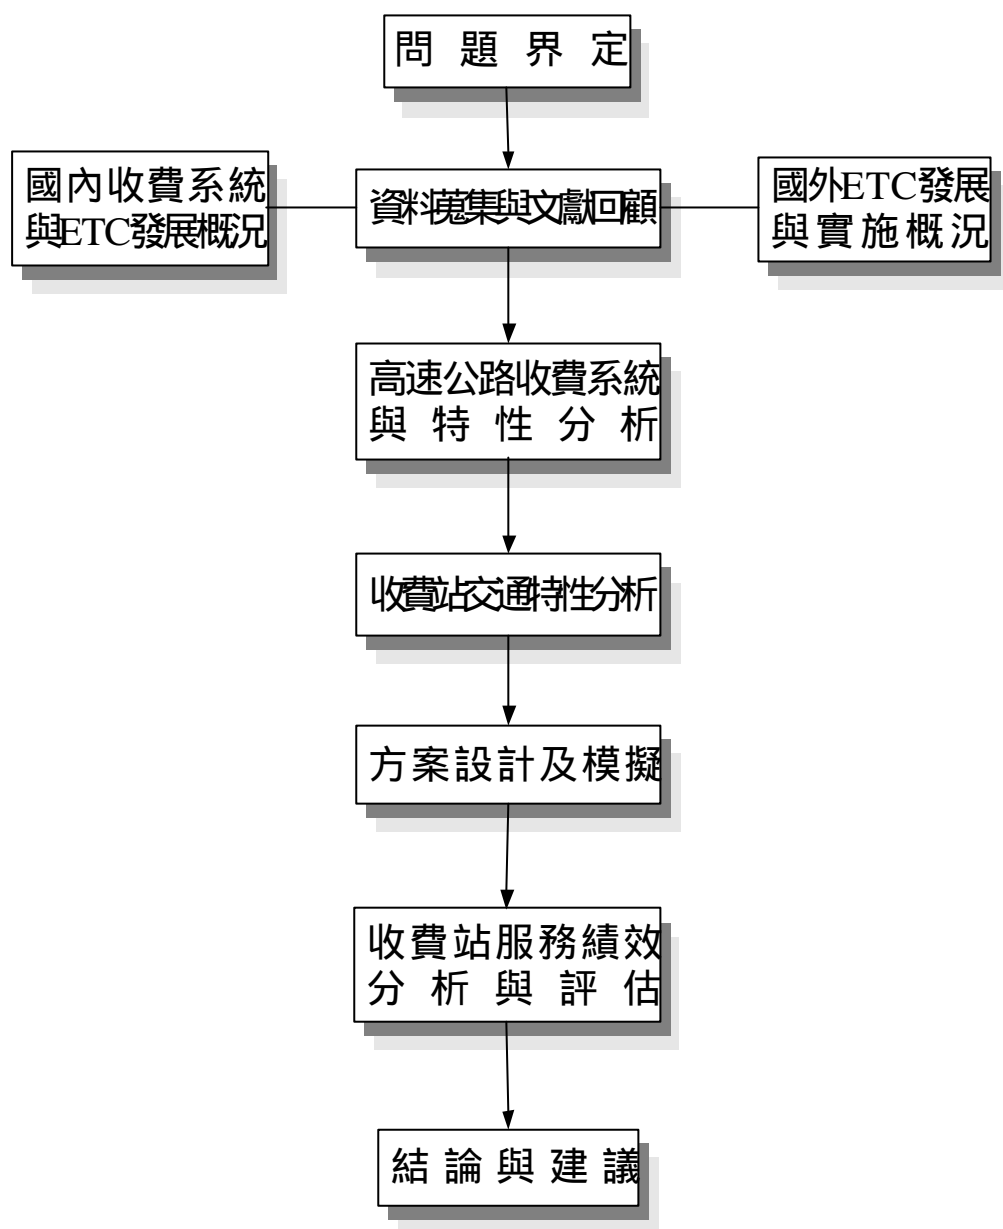 問題界定
國內收費系統
與ETC發展概況
資料蒐集與文獻回顧
國外ETC發展
與實施概況
高速公路收費系統
與特性分析
收費站交通特性分析
方案設計及模擬
收費站服務績效
分析與評估
結論與建議